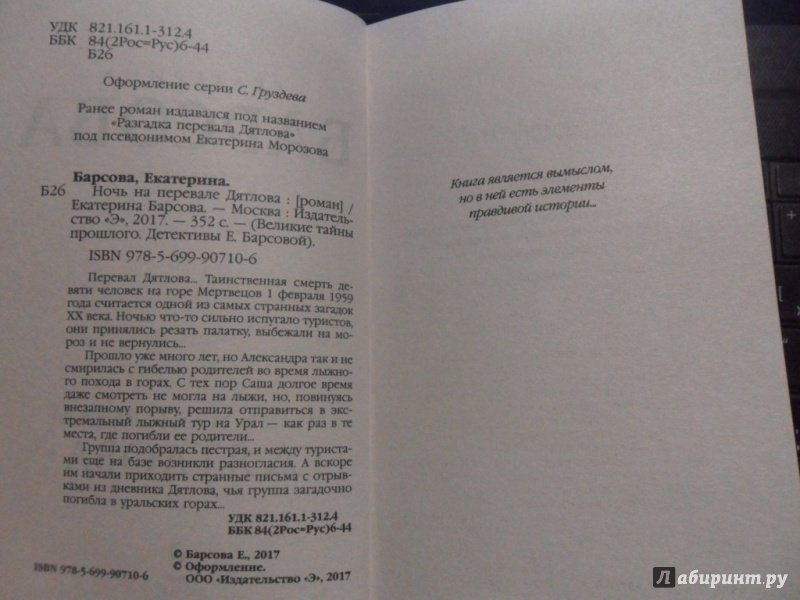 УДК 821.161.1-312.4
ББК 84(2Рос=Рус)6-44
Б26
Оформление серии С. Груздева
Ранее роман издавался под названием
«Разгадка перевала Дятлова»
под псевдонимом Екатерина Морозова
Барсова, Екатерина.
Б26 Ночь на перевале Дятлова : [роман] /
Екатерина Барсова. — Москва : Издатель-
ство «Э», 2017. — 352 с. — (Великие тайны
прошлого. Детективы Е. Барсовой).
ISBN 978-5-699-90710-6
Перевал Дятлова... Таинственная смерть де-
вяти человек на горе Мертвецов 1 февраля 1959
года считается одной из самых странных загадок
XX века. Ночью что-то сильно испугало туристов,
они принялись резать палатку, выбежали на мо-
роз и не вернулись...
Прошло уже много лет, но Александра так и не
смирилась с гибелью родителей во время лыжно-
го похода в горах. С тех пор Саша долгое время
даже смотреть не могла на лыжи, но, повинуясь
внезапному порыву, решила отправиться в экс-
тремальный лыжный тур на Урал — как раз в те
места, где погибли ее родители...
Группа подобралась пестрая, и между туриста-
ми еще на базе возникли разногласия. А вскоре
им начали приходить странные письма с отрыв-
ками из дневника Дятлова, чья группа загадочно
погибла в уральских горах...
УДК 821.161.1-312.4
ББК 84(2Рос=Рус)6-44
© Барсова Е., 2017
© Оформление.
ООО «Издательство «Э», 2017
ISBN 978-5-699-90710-6
Книга является вымыслом,
но в ней есть элементы
правдивой истории...
Лабиринт.ру